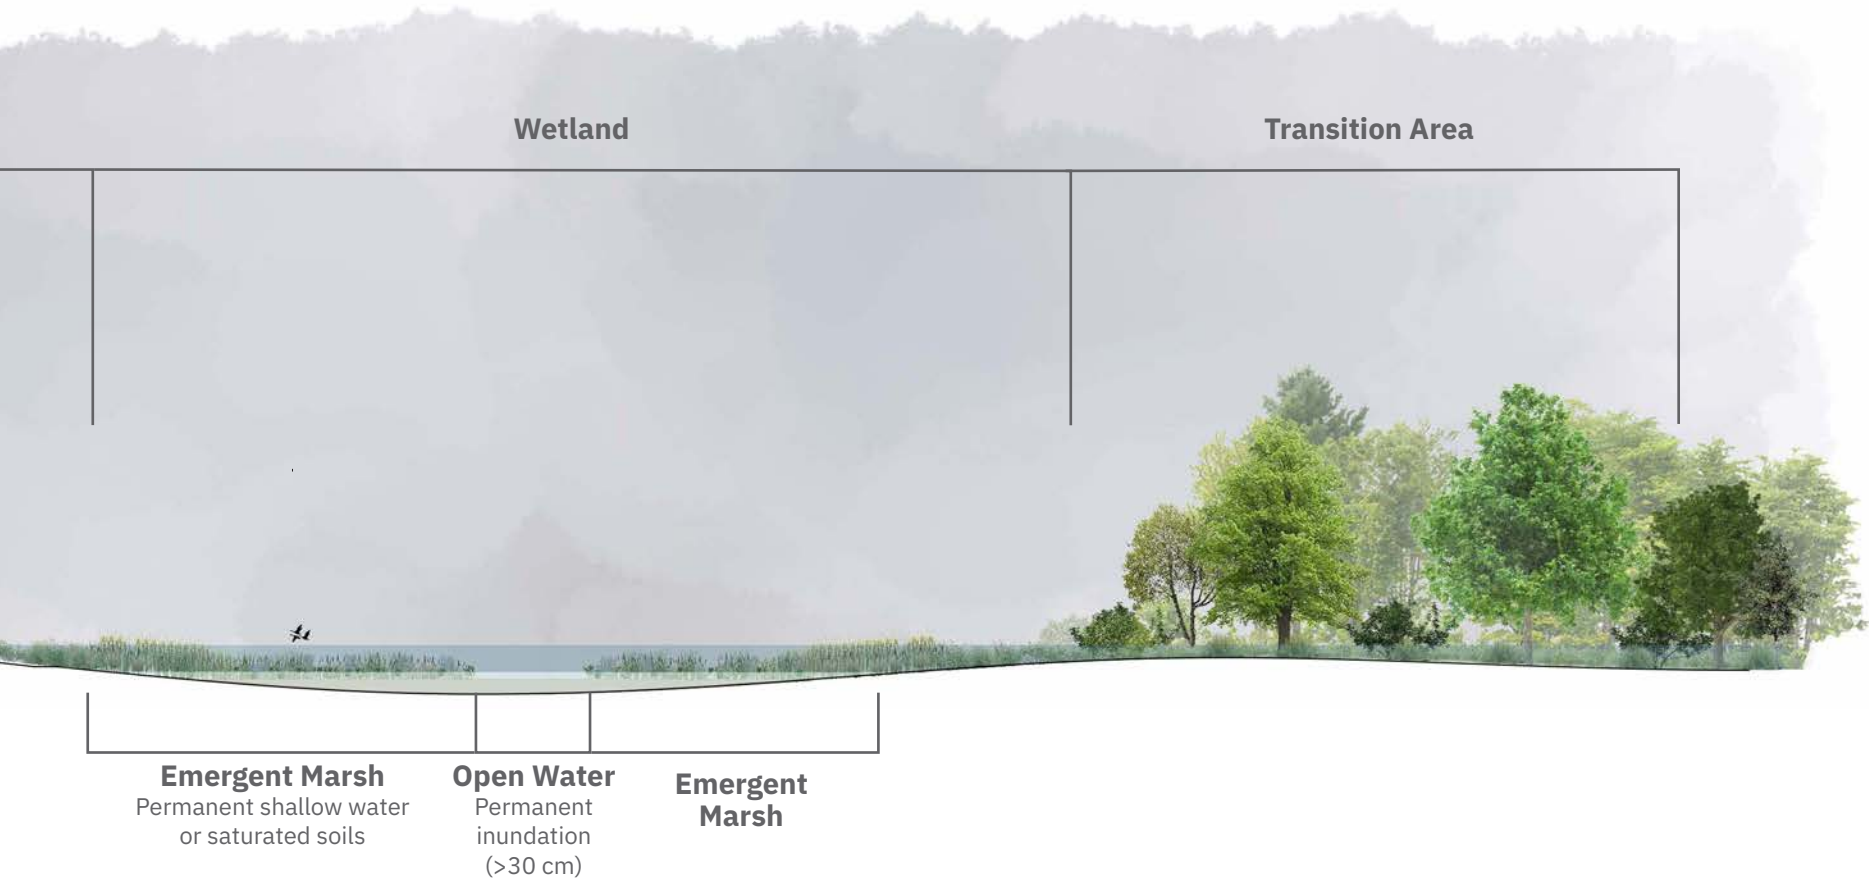 Wetland
Transition Area
Emergent Marsh
Permanent shallow water
or saturated soils
Open Water
Permanent
inundation
(>30 cm)
Emergent
Marsh